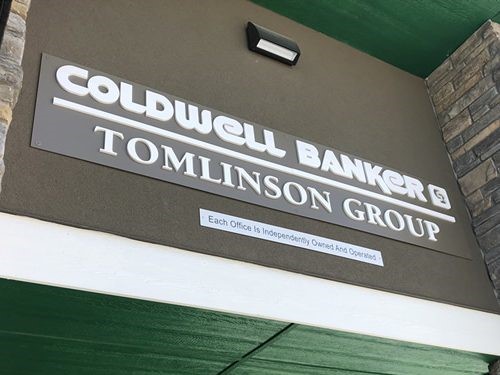 COLDWELL BANKER
TOMLINSON GROUP
Each Office Is Independently Owned And Operated